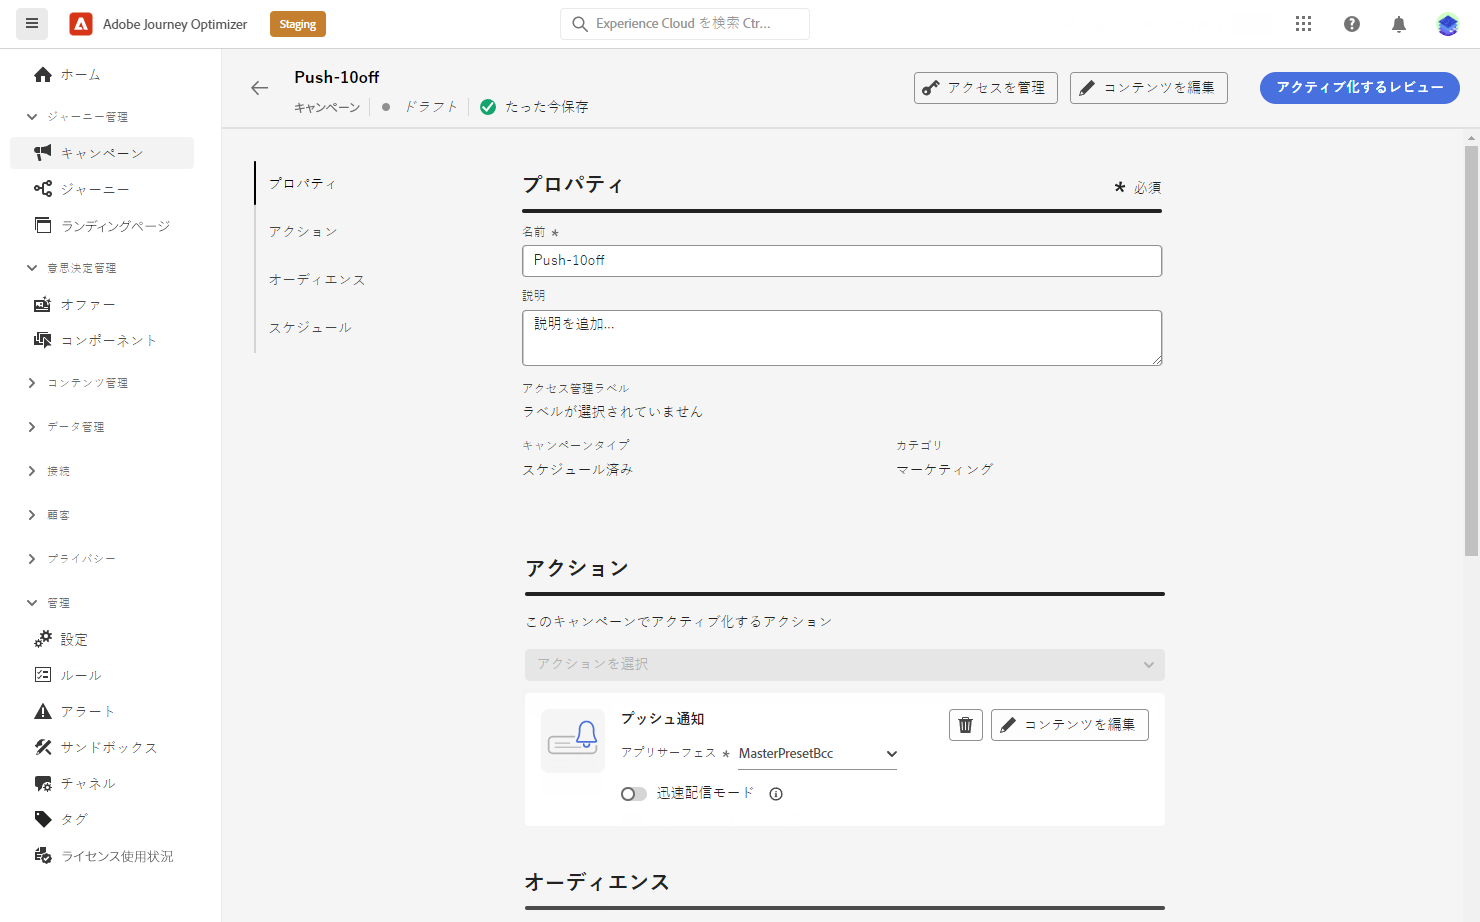 Adobe Journey Optimizer
Staging
Experience Cloud を検索 Ctr...
ホーム
ジャーニー管理
キャンペーン
ジャーニー
ランディングページ
意思決定管理
オファー
コンポーネント
コンテンツ管理
データ管理
接続
顧客
プライバシー
管理
設定
ルール
アラート
サンドボックス
チャネル
タグ
ライセンス使用状況
Push-10off
キャンペーン ドラフト たった今保存
アクセスを管理
コンテンツを編集
アクティブ化するレビュー
プロパティ
アクション
オーディエンス
スケジュール
プロパティ
* 必須
名前 *
Push-10off
説明
説明を追加...
アクセス管理ラベル
ラベルが選択されていません
キャンペーンタイプ
スケジュール済み
カテゴリ
マーケティング
アクション
このキャンペーンでアクティブ化するアクション
アクションを選択
プッシュ通知
アプリサーフェス * MasterPresetBcc
コンテンツを編集
迅速配信モード
オーディエンス